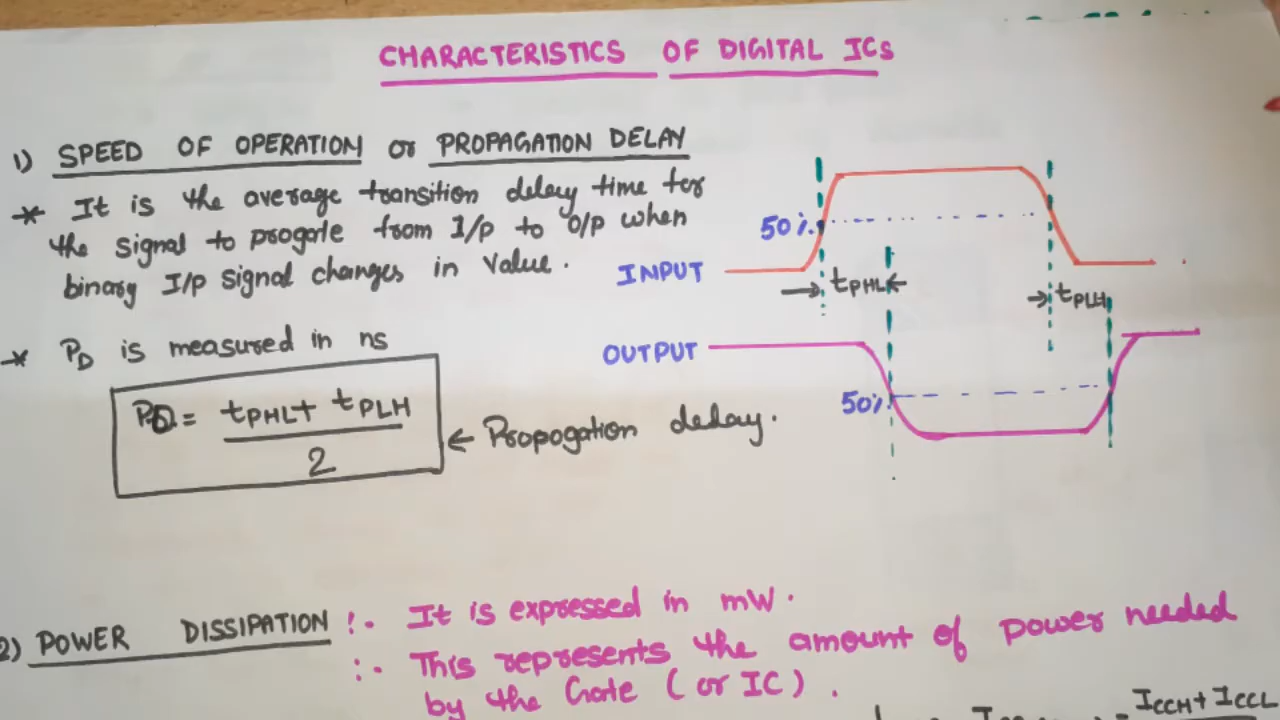 CHARACTERISTICS OF DIGITAL ICs
1) SPEED OF OPERATION or PROPAGATION DELAY
* It is the average transition delay time for
the signal to progate from I/p to O/p when
binary I/p signal changes in value.
* PD is measured in ns
PD = tPHL + tPLH
2
← Propogation delay.
50%
INPUT
tPHL
tPLH
OUTPUT
50%
2) POWER DISSIPATION :. It is expressed in mW.
:. This represents the amount of power needed
by the Gate (or IC).
= ICCH + ICCL